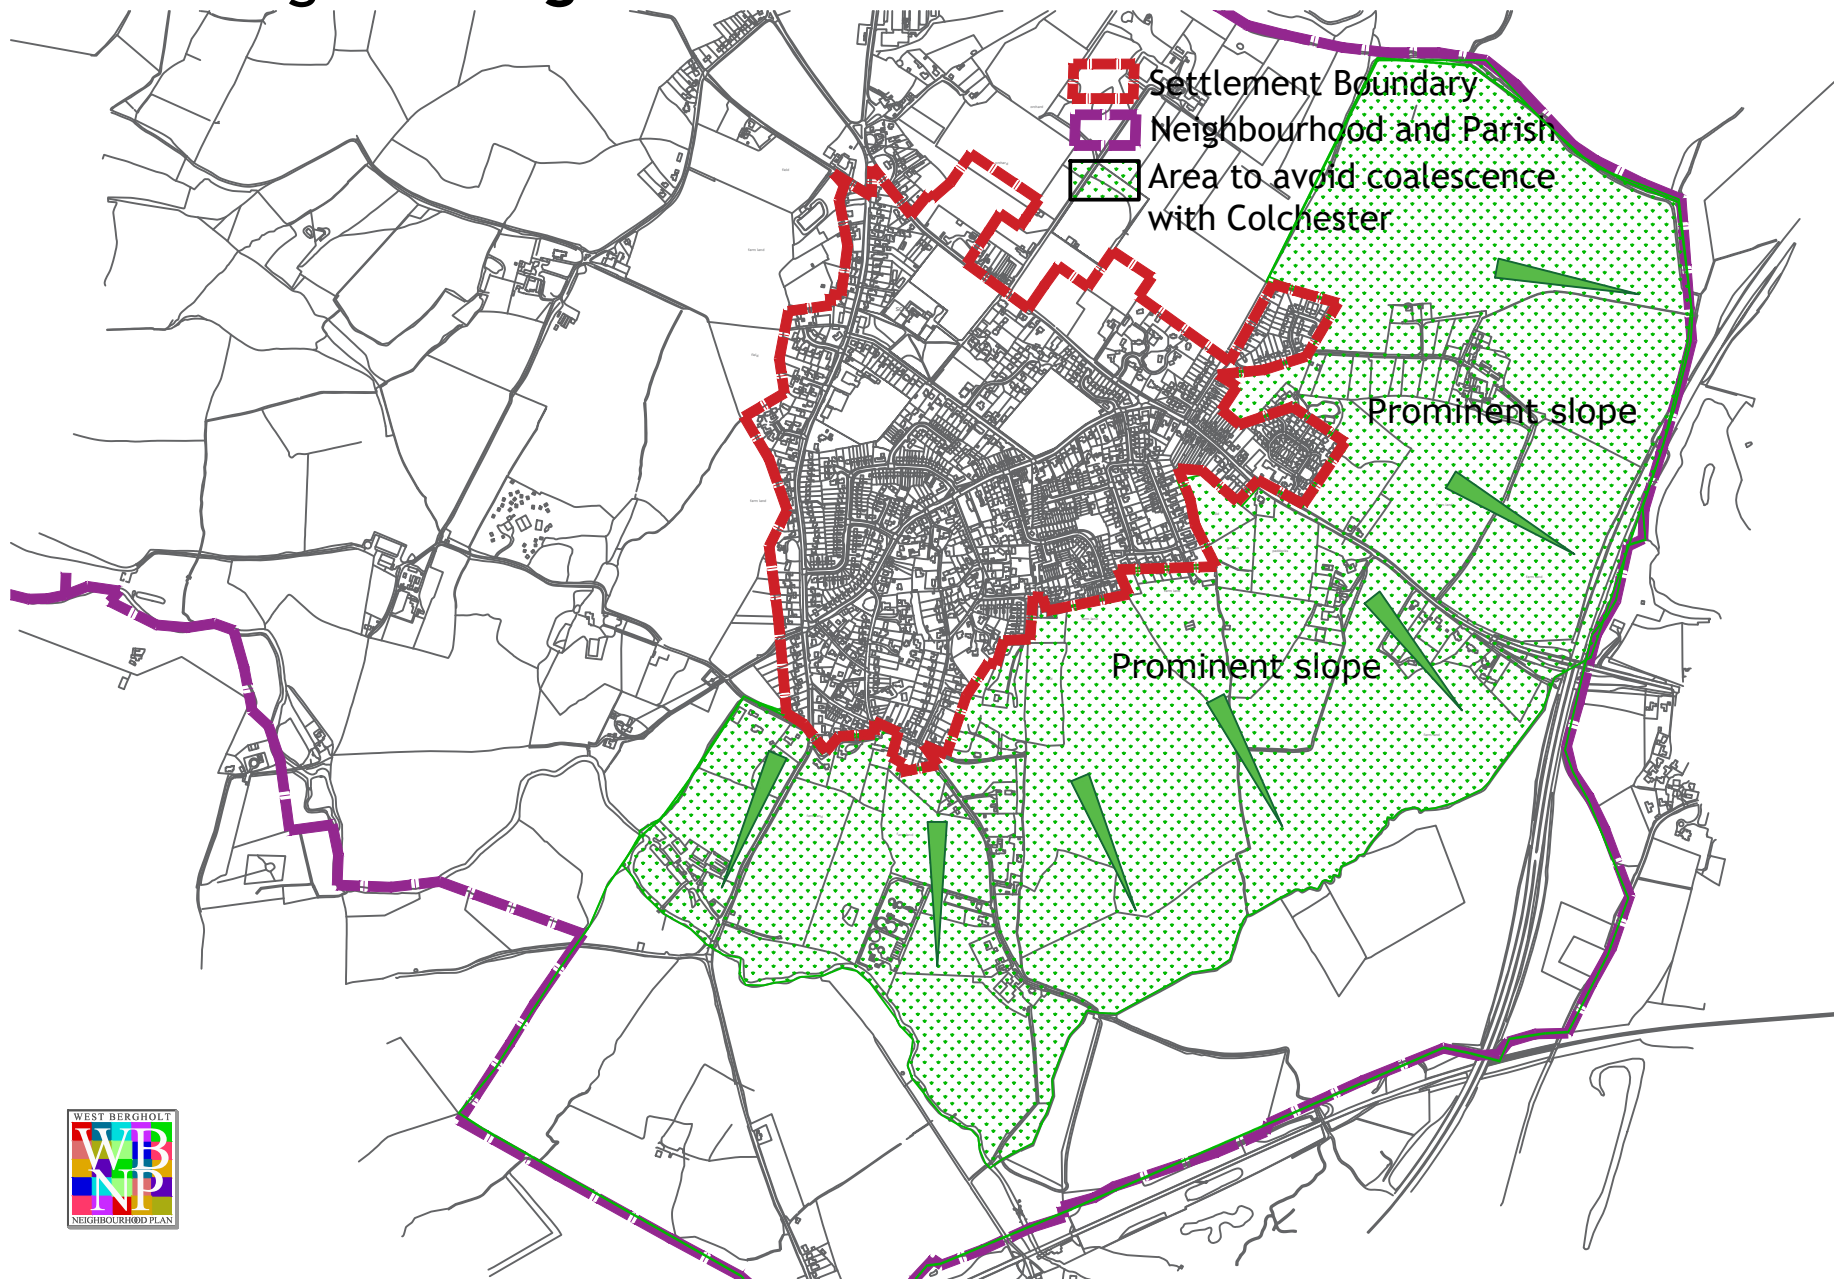 Settlement Boundary
Neighbourhood and Parish
Area to avoid coalescence
with Colchester
Prominent slope
Prominent slope
WEST BERGHOLT
WB
NP
NEIGHBOURHOOD PLAN